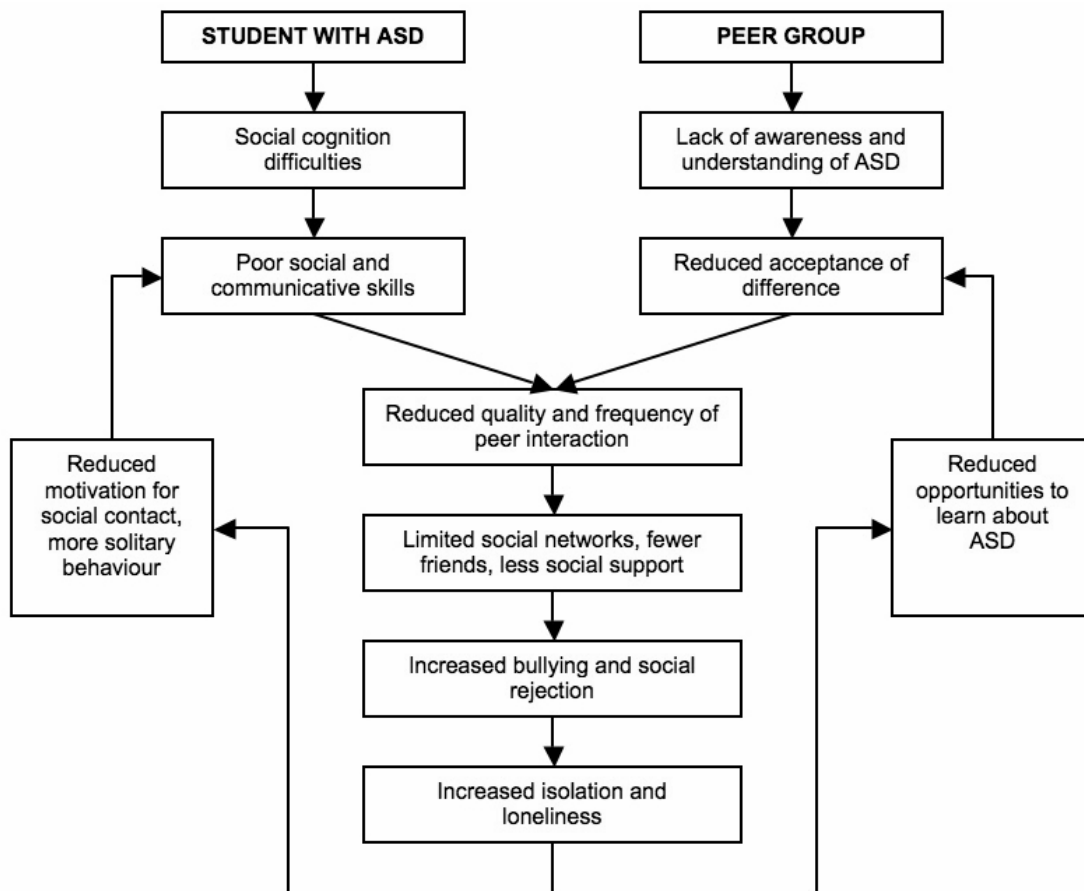 STUDENT WITH ASD
PEER GROUP
Social cognition
difficulties
Lack of awareness and
understanding of ASD
Poor social and
communicative skills
Reduced acceptance of
difference
Reduced quality and frequency of
peer interaction
Reduced
motivation for
social contact,
more solitary
behaviour
Reduced
opportunities to
learn about
ASD
Limited social networks, fewer
friends, less social support
Increased bullying and social
rejection
Increased isolation and
loneliness